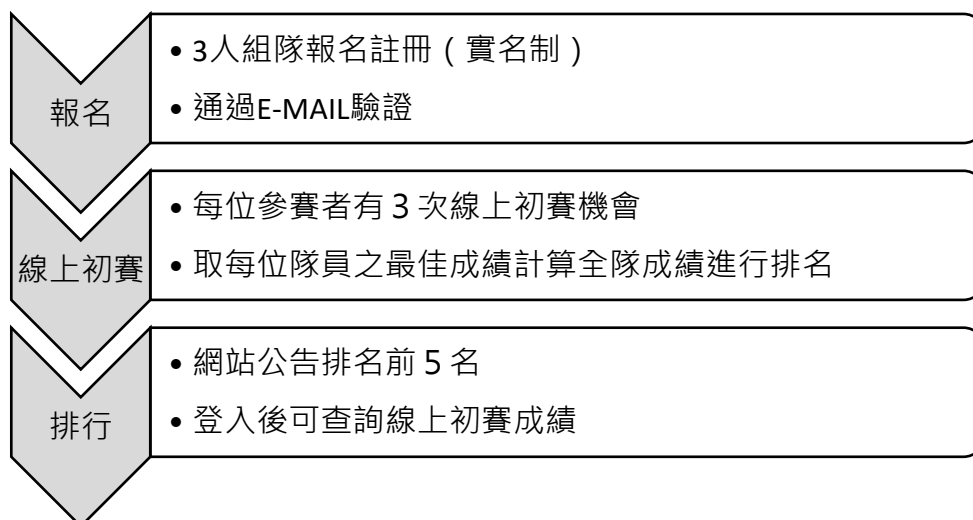 報名
• 3人組隊報名註冊（實名制）
• 通過E-MAIL驗證
線上初賽
• 每位參賽者有 3 次線上初賽機會
• 取每位隊員之最佳成績計算全隊成績進行排名
排行
• 網站公告排名前 5 名
• 登入後可查詢線上初賽成績